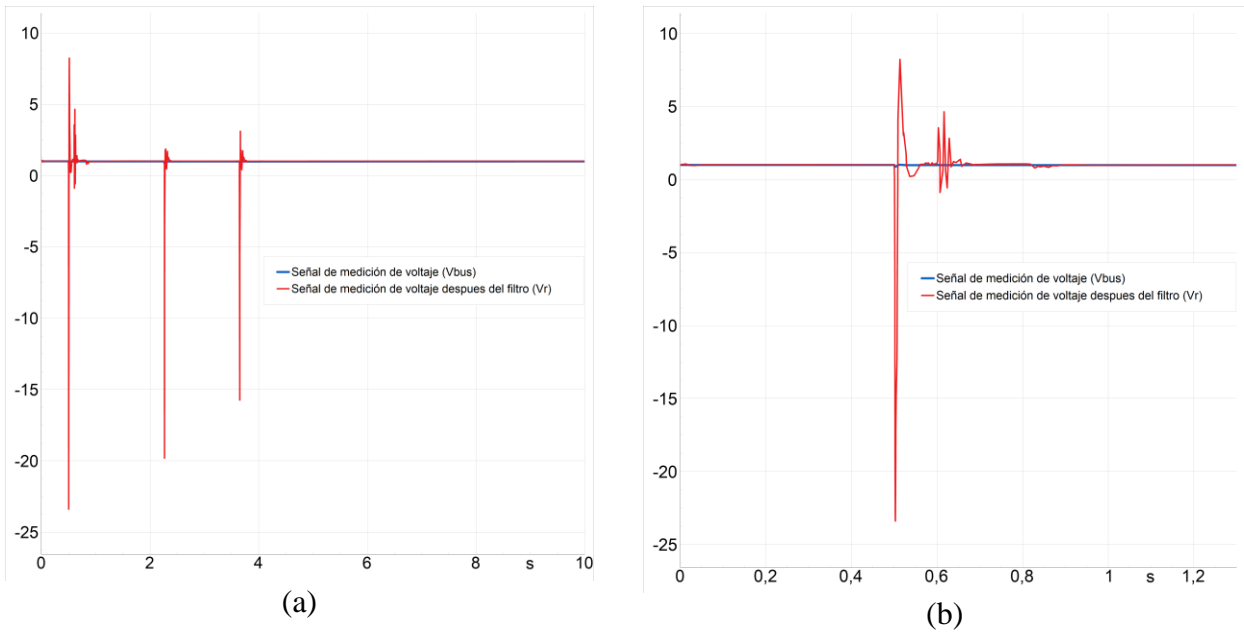 10
5
0
-5
-10
-15
-20
-25
0 2 4 6 8 s 10
Señal de medición de voltaje (Vbus)
Señal de medición de voltaje despues del filtro (Vr)
(a)
10
5
0
-5
-10
-15
-20
-25
0 0,2 0,4 0,6 0,8 1 s 1,2
Señal de medición de voltaje (Vbus)
Señal de medición de voltaje despues del filtro (Vr)
(b)